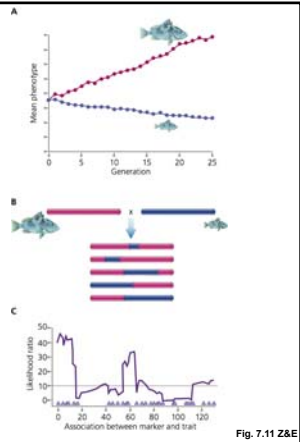 A
Mean phenotype
0 5 10 15 20 25
Generation
B
x
C
Likelihood ratio
50
40
30
20
10
0
0 20 40 60 80 100 120
Association between marker and trait
Fig. 7.11 Z&E